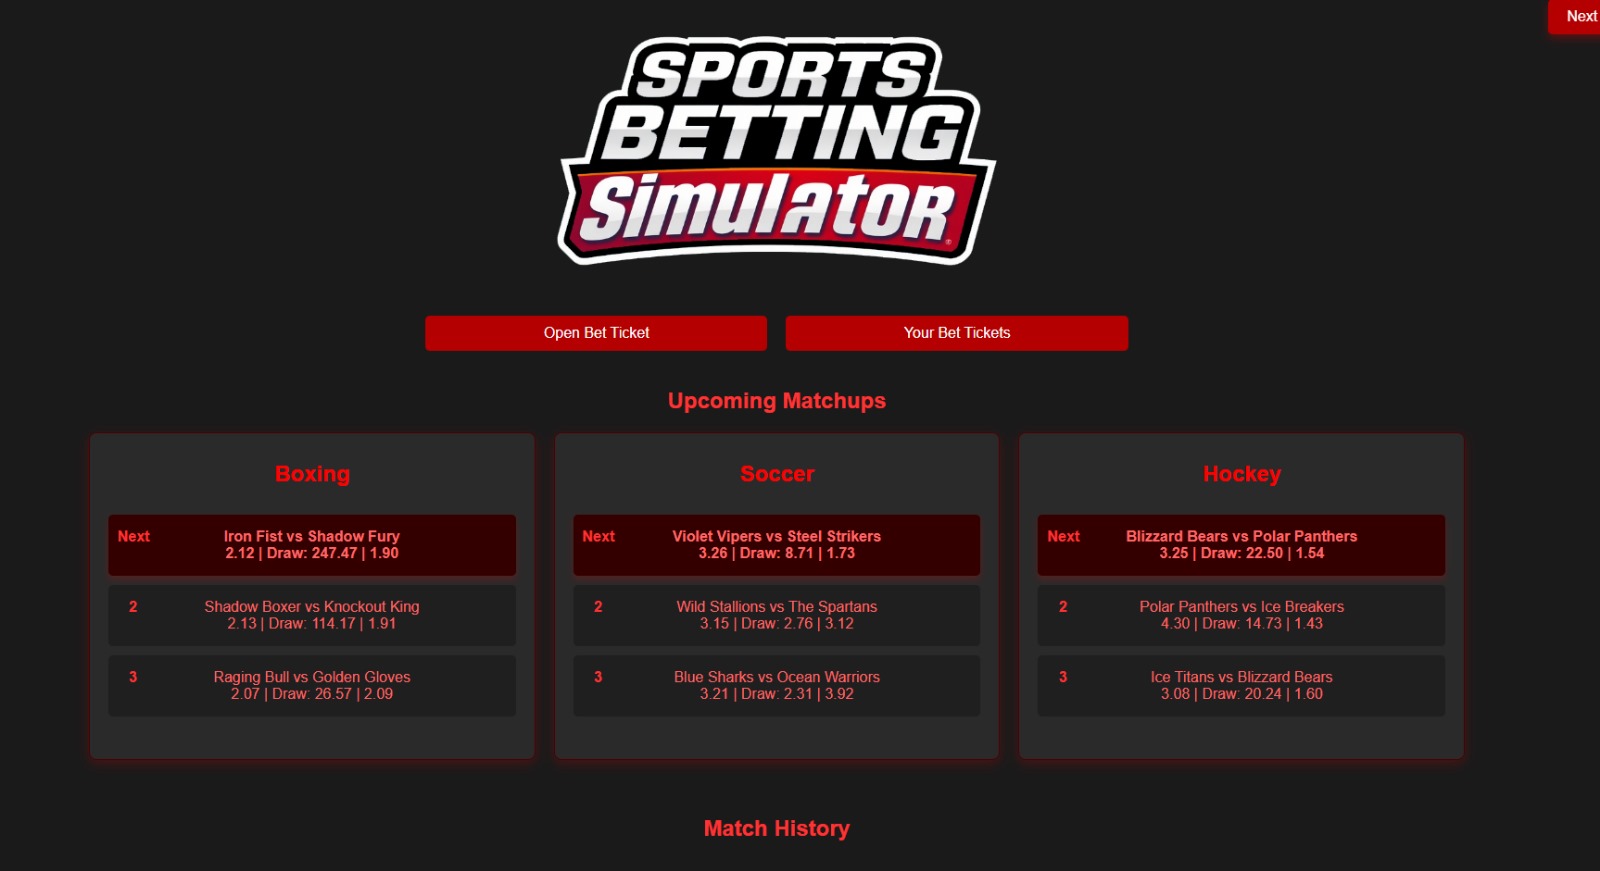 Next
SPORTS
BETTING
Simulator
Open Bet Ticket
Your Bet Tickets
Upcoming Matchups
Boxing
Next
Iron Fist vs Shadow Fury
2.12 | Draw: 247.47 | 1.90
2
Shadow Boxer vs Knockout King
2.13 | Draw: 114.17 | 1.91
3
Raging Bull vs Golden Gloves
2.07 | Draw: 26.57 | 2.09
Soccer
Next
Violet Vipers vs Steel Strikers
3.26 | Draw: 8.71 | 1.73
2
Wild Stallions vs The Spartans
3.15 | Draw: 2.76 | 3.12
3
Blue Sharks vs Ocean Warriors
3.21 | Draw: 2.31 | 3.92
Hockey
Next
Blizzard Bears vs Polar Panthers
3.25 | Draw: 22.50 | 1.54
2
Polar Panthers vs Ice Breakers
4.30 | Draw: 14.73 | 1.43
3
Ice Titans vs Blizzard Bears
3.08 | Draw: 20.24 | 1.60
Match History